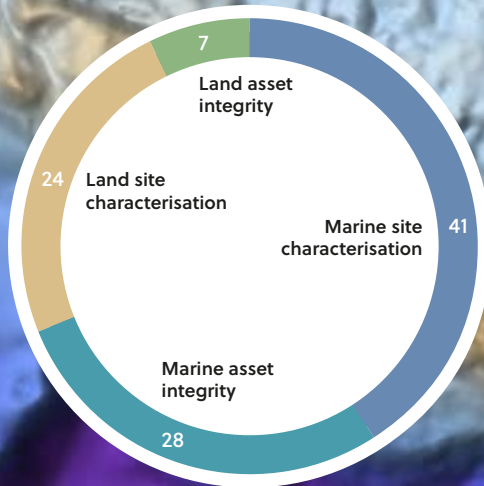 7
Land asset
integrity
24
Land site
characterisation
Marine site
characterisation
41
Marine asset
integrity
28